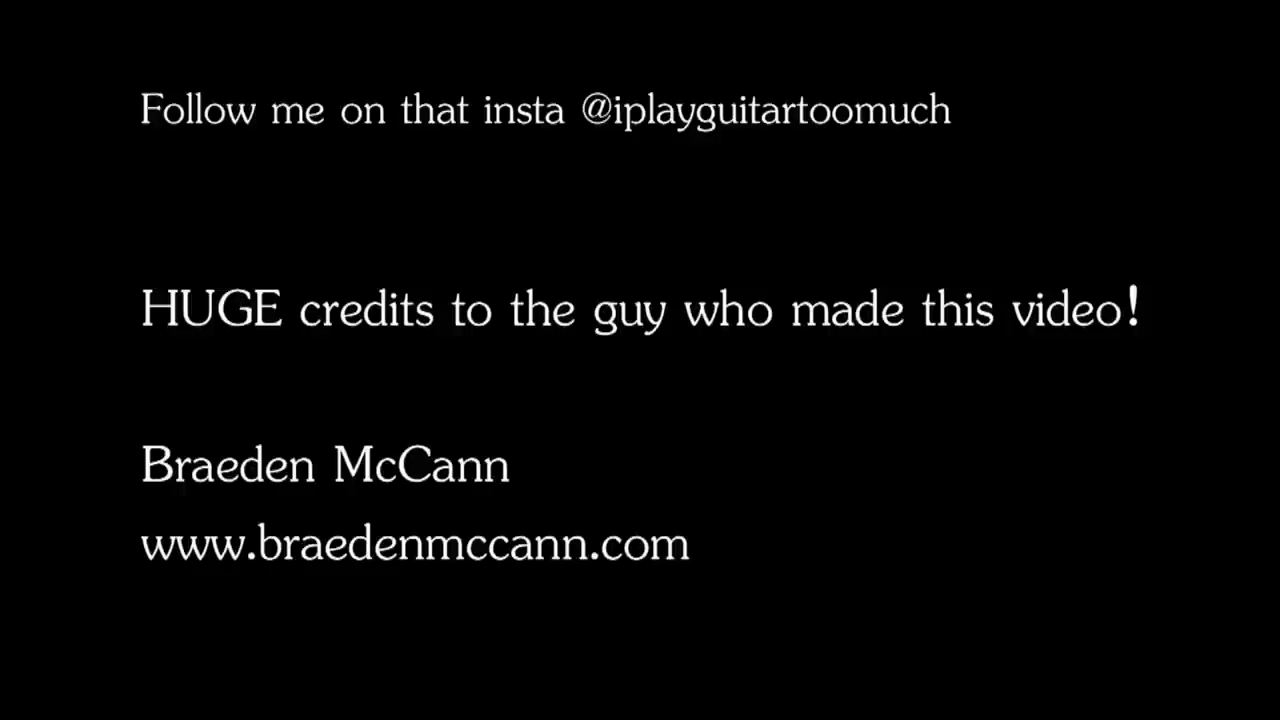 Follow me on that insta @iplayguitartoomuch
HUGE credits to the guy who made this video!
Braeden McCann
www.braedenmccann.com